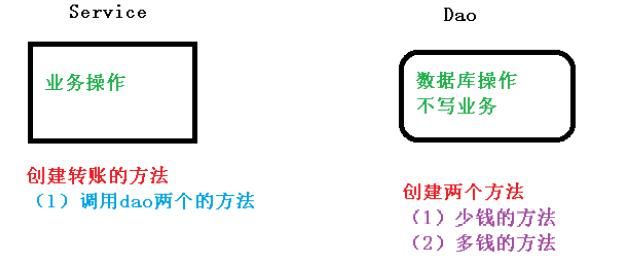 Service
业务操作
创建转账的方法
（1）调用dao两个的方法
Dao
数据库操作
不写业务
创建两个方法
（1）少钱的方法
（2）多钱的方法